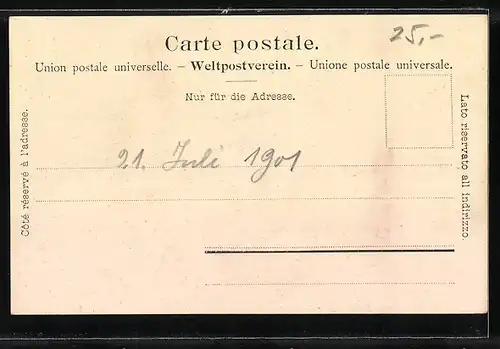 25,-
Carte postale.
Union postale universelle. – Weltpostverein. – Unione postale universale.
Nur für die Adresse.
Côté réservé à l'adresse.
Lato riservato all indirizzo.
21. Juli 1901